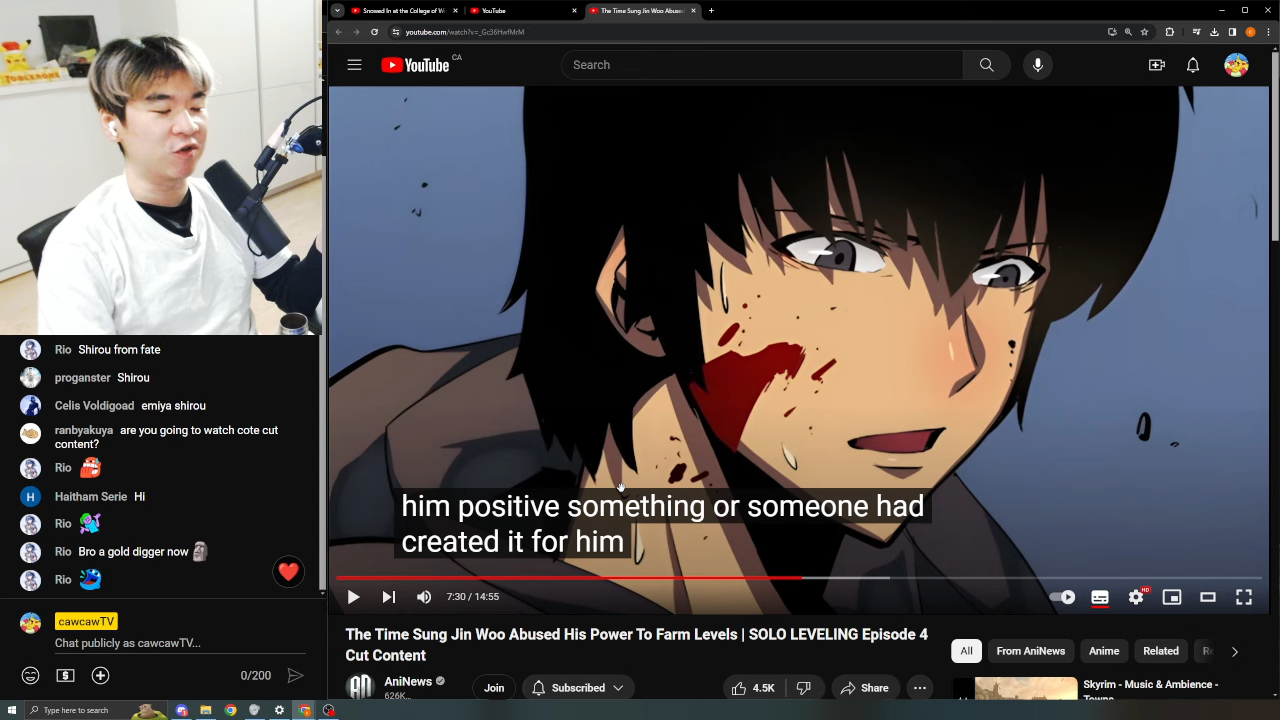 TOBLERONE
Snowed In at the College of W
YouTube
The Time Sung Jin Woo Abused
youtube.com/watch?v=_Gc36HwfMrM
YouTube CA
Search
him positive something or someone had
created it for him
7:30 / 14:55
HD
The Time Sung Jin Woo Abused His Power To Farm Levels | SOLO LEVELING Episode 4
Cut Content
AniNews
626K
Join
Subscribed
4.5K
Share
All
From AniNews
Anime
Related
Skyrim - Music & Ambience -
Towns
Rio Shirou from fate
proganster Shirou
Celis Voldigoad emiya shirou
ranbyakuya are you going to watch cote cut
content?
Rio
H Haitham Serie Hi
Rio
Rio Bro a gold digger now
Rio
cawcawTV
Chat publicly as cawcawTV...
0/200
Type here to search